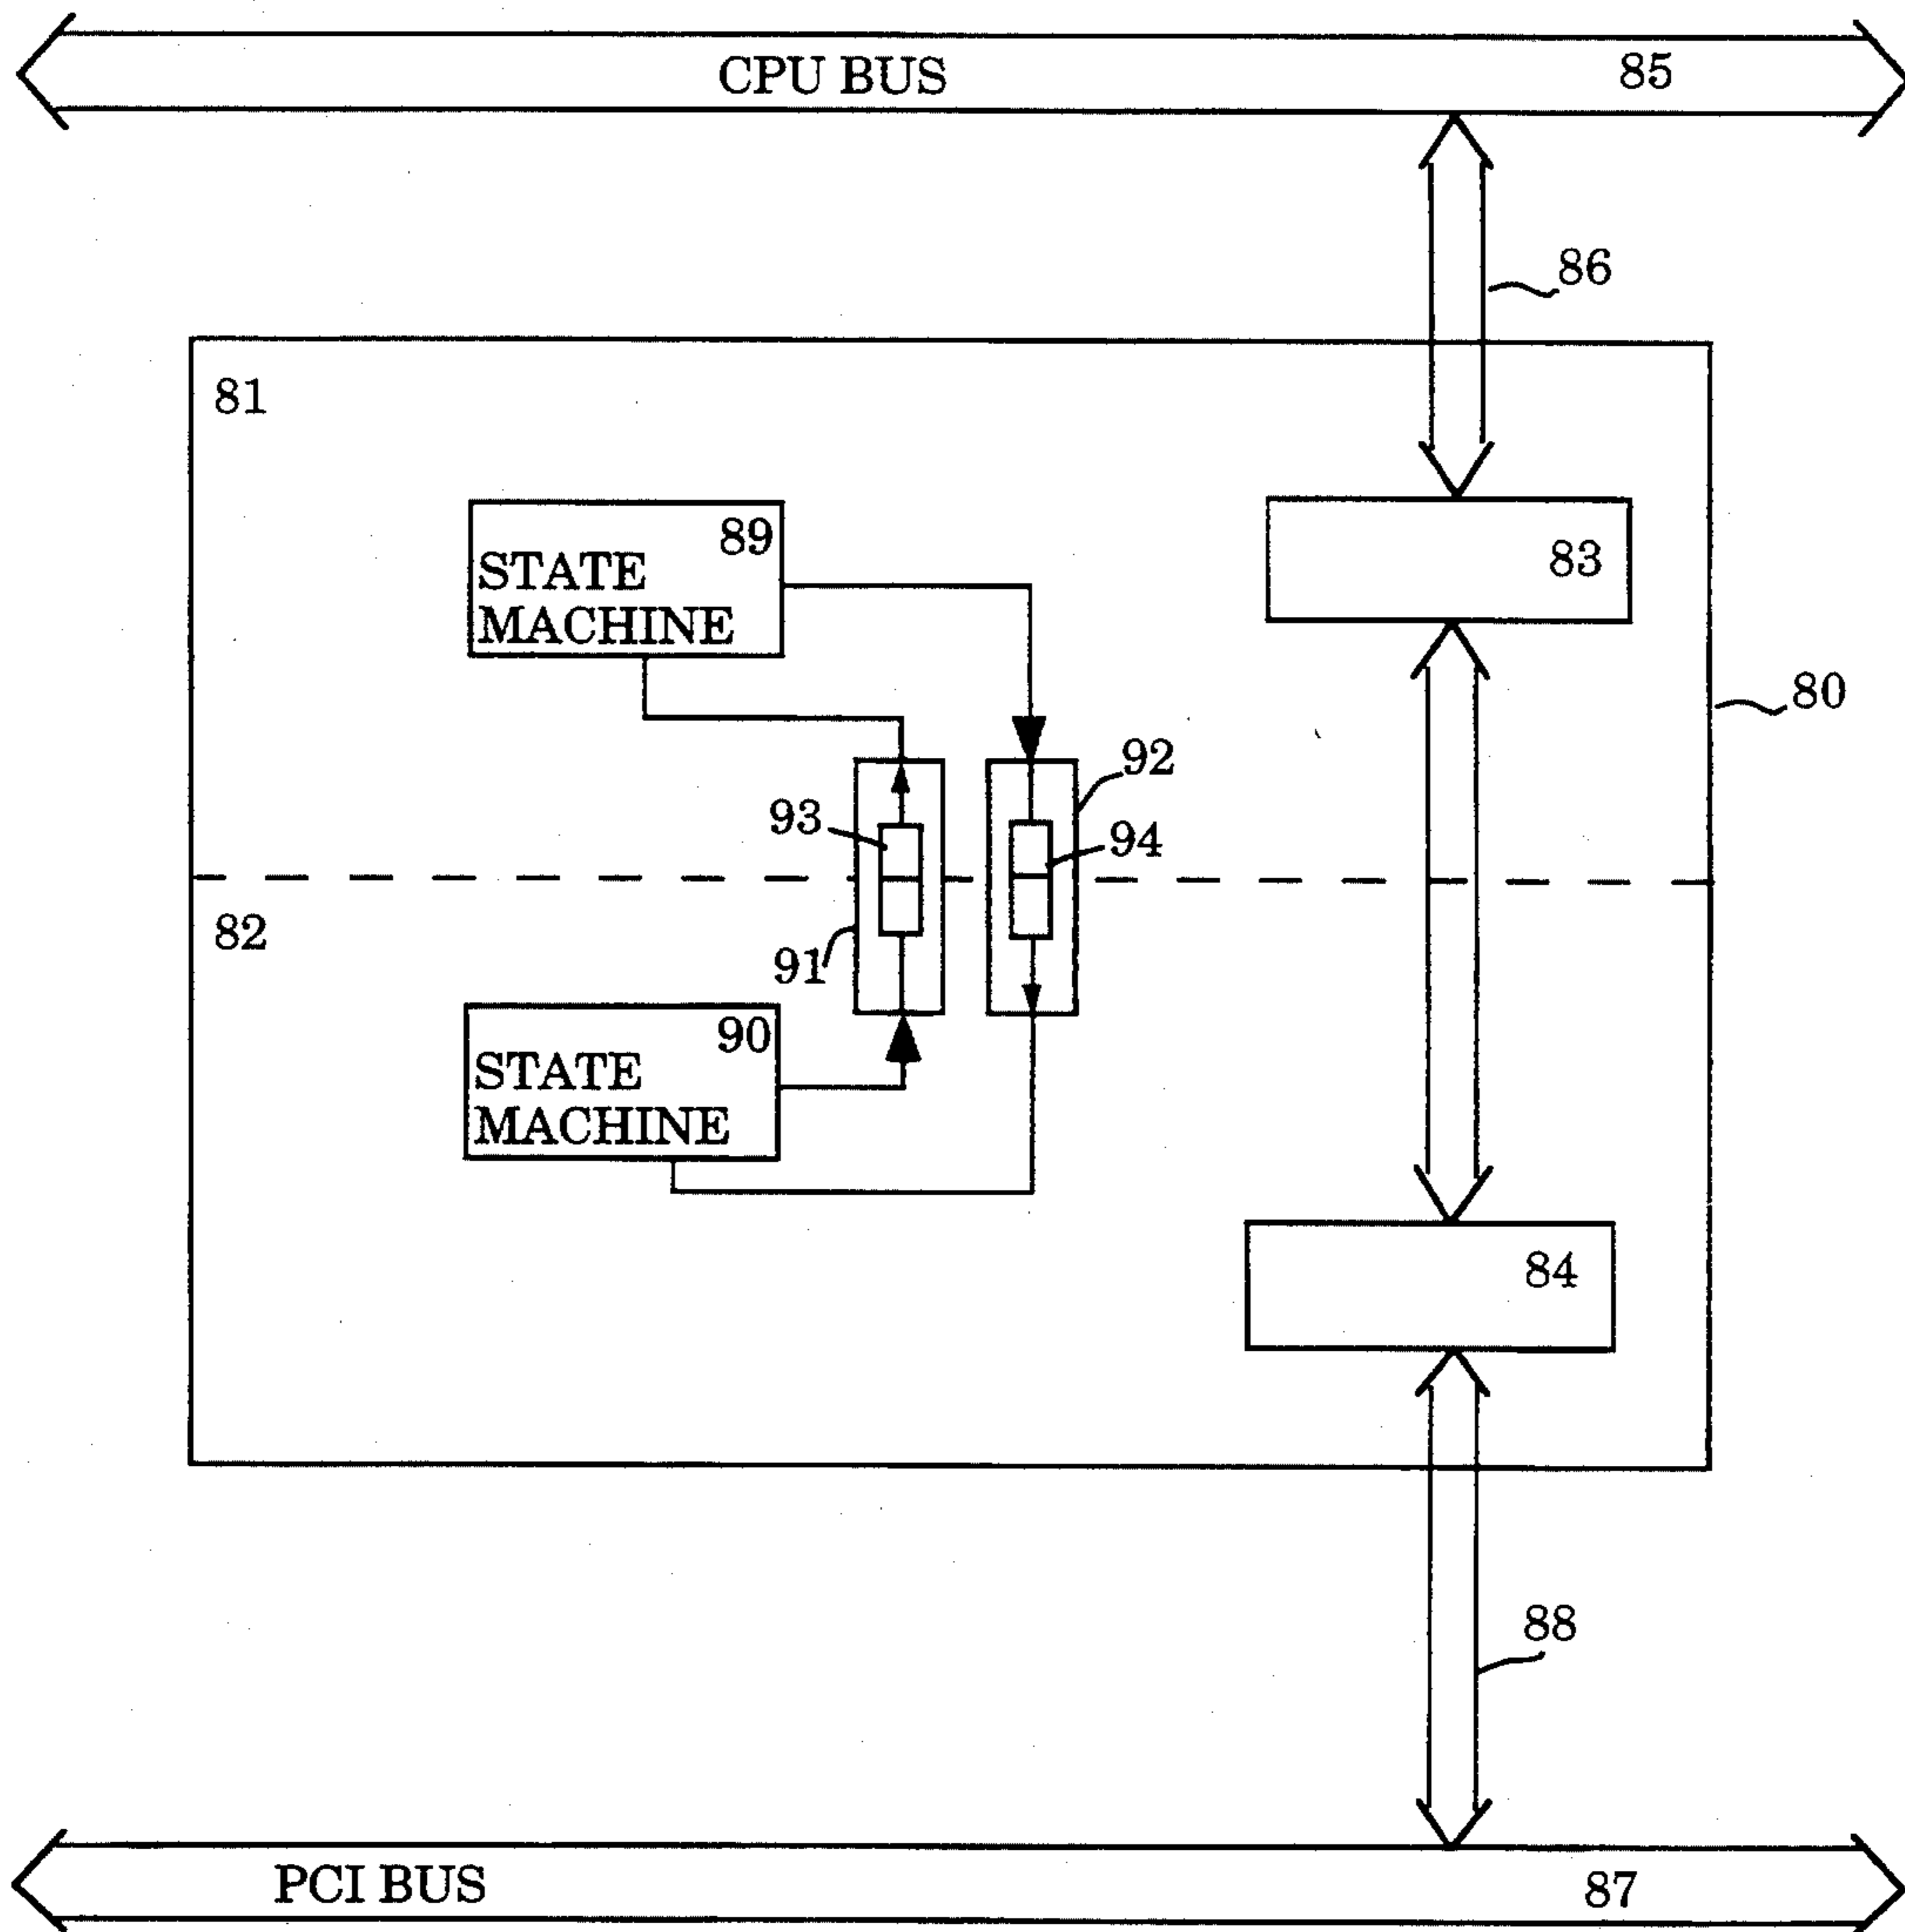 CPU BUS 85
86
81
89
STATE
MACHINE
83
80
92
93
94
82
91
90
STATE
MACHINE
84
88
PCI BUS 87